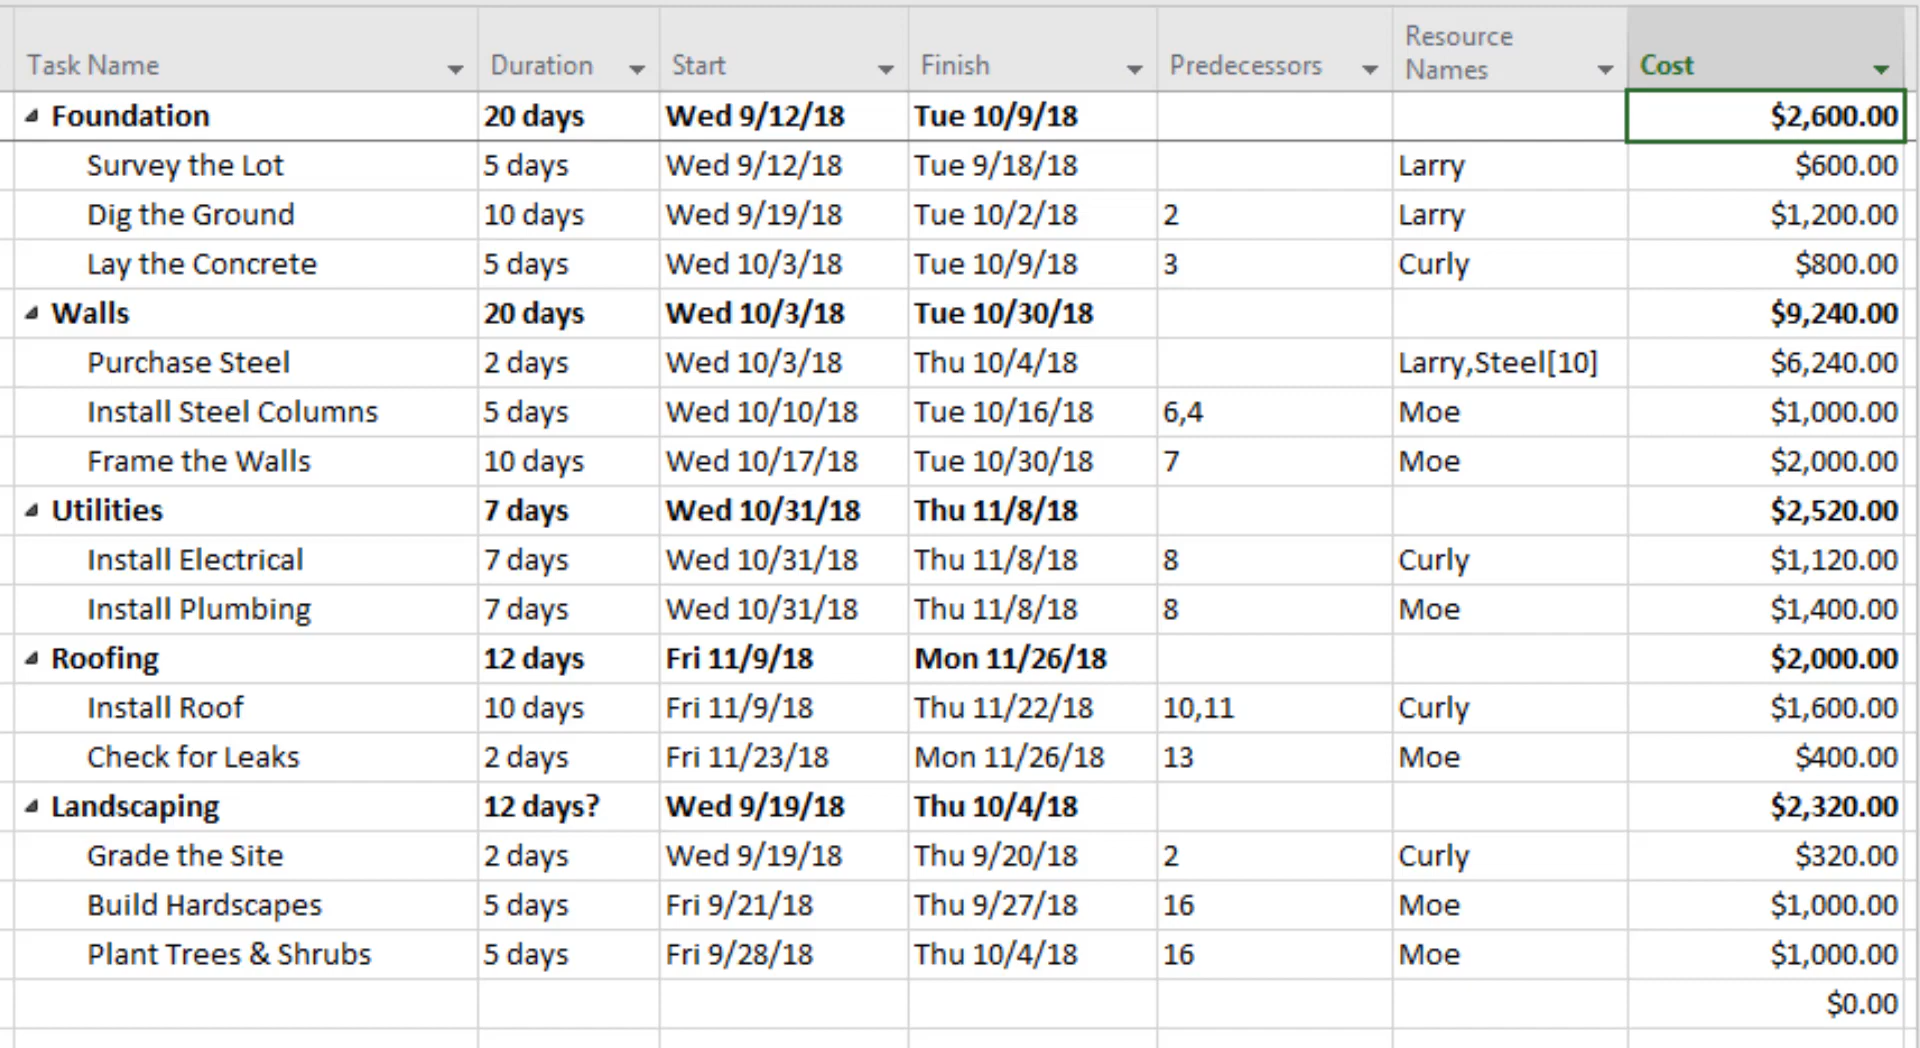 Task Name Duration Start Finish Predecessors Resource Names Cost
Foundation 20 days Wed 9/12/18 Tue 10/9/18 $2,600.00
Survey the Lot 5 days Wed 9/12/18 Tue 9/18/18 Larry $600.00
Dig the Ground 10 days Wed 9/19/18 Tue 10/2/18 2 Larry $1,200.00
Lay the Concrete 5 days Wed 10/3/18 Tue 10/9/18 3 Curly $800.00
Walls 20 days Wed 10/3/18 Tue 10/30/18 $9,240.00
Purchase Steel 2 days Wed 10/3/18 Thu 10/4/18 Larry,Steel[10] $6,240.00
Install Steel Columns 5 days Wed 10/10/18 Tue 10/16/18 6,4 Moe $1,000.00
Frame the Walls 10 days Wed 10/17/18 Tue 10/30/18 7 Moe $2,000.00
Utilities 7 days Wed 10/31/18 Thu 11/8/18 $2,520.00
Install Electrical 7 days Wed 10/31/18 Thu 11/8/18 8 Curly $1,120.00
Install Plumbing 7 days Wed 10/31/18 Thu 11/8/18 8 Moe $1,400.00
Roofing 12 days Fri 11/9/18 Mon 11/26/18 $2,000.00
Install Roof 10 days Fri 11/9/18 Thu 11/22/18 10,11 Curly $1,600.00
Check for Leaks 2 days Fri 11/23/18 Mon 11/26/18 13 Moe $400.00
Landscaping 12 days? Wed 9/19/18 Thu 10/4/18 $2,320.00
Grade the Site 2 days Wed 9/19/18 Thu 9/20/18 2 Curly $320.00
Build Hardscapes 5 days Fri 9/21/18 Thu 9/27/18 16 Moe $1,000.00
Plant Trees & Shrubs 5 days Fri 9/28/18 Thu 10/4/18 16 Moe $1,000.00
$0.00